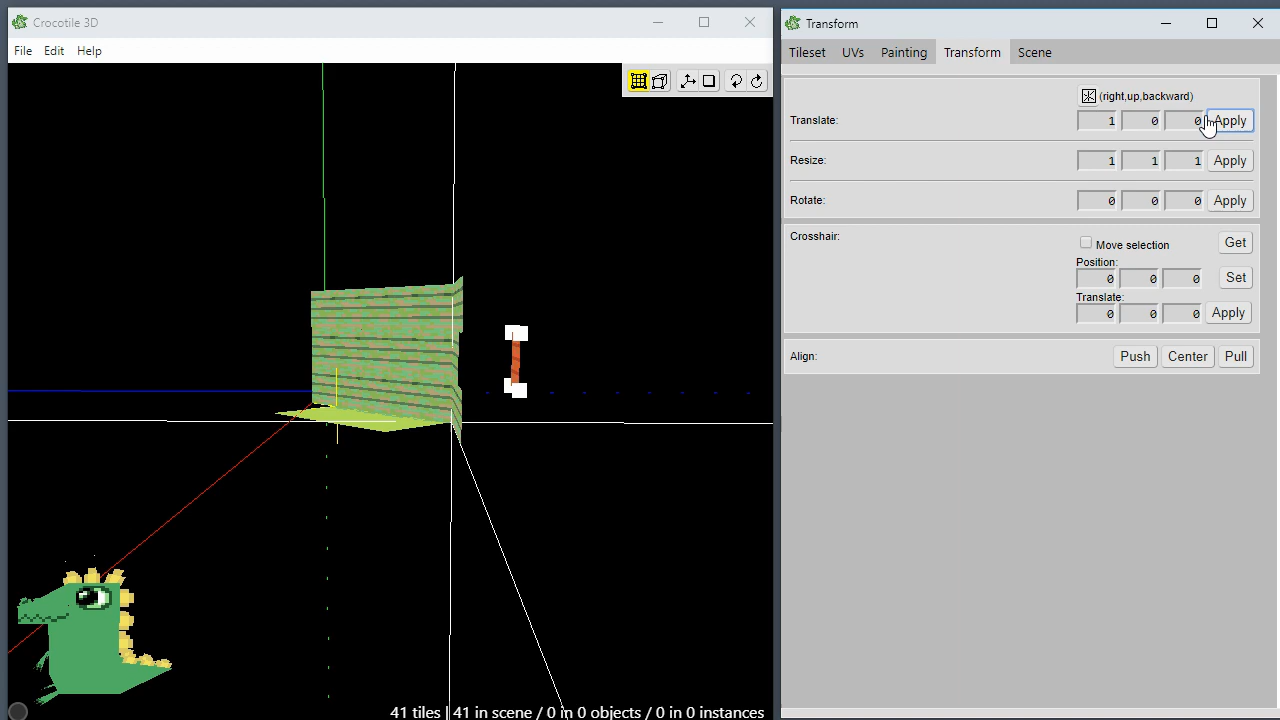 Crocotile 3D
File Edit Help
41 tiles | 41 in scene / 0 in 0 objects / 0 in 0 instances
Transform
Tileset UVs Painting Transform Scene
(right,up,backward)
Translate: 1 0 0 Apply
Resize: 1 1 1 Apply
Rotate: 0 0 0 Apply
Crosshair: Move selection Get
Position:
0 0 0 Set
Translate:
0 0 0 Apply
Align: Push Center Pull